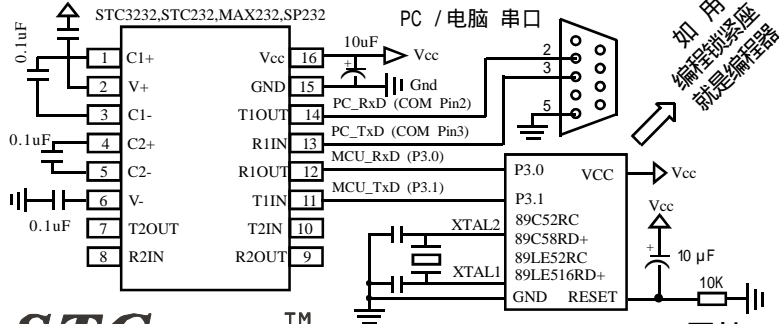 STC3232,STC232,MAX232,SP232
PC /电脑 串口
如 用
编程锁紧座
就是编程器
0.1uF
10uF
Vcc
1 C1+
Vcc 16
2 V+
GND 15
Gnd
3 C1-
T1OUT 14
PC_RxD (COM Pin2)
2
3
5
0.1uF
4 C2+
R1IN 13
PC_TxD (COM Pin3)
5 C2-
R1OUT 12
MCU_RxD (P3.0)
6 V-
T1IN 11
MCU_TxD (P3.1)
0.1uF
7 T2OUT
T2IN 10
8 R2IN
R2OUT 9
P3.0
VCC
Vcc
P3.1
89C52RC
89C58RD+
89LE52RC
89LE516RD+
GND RESET
XTAL2
XTAL1
Vcc
+
10 μF
10K
STC
TM